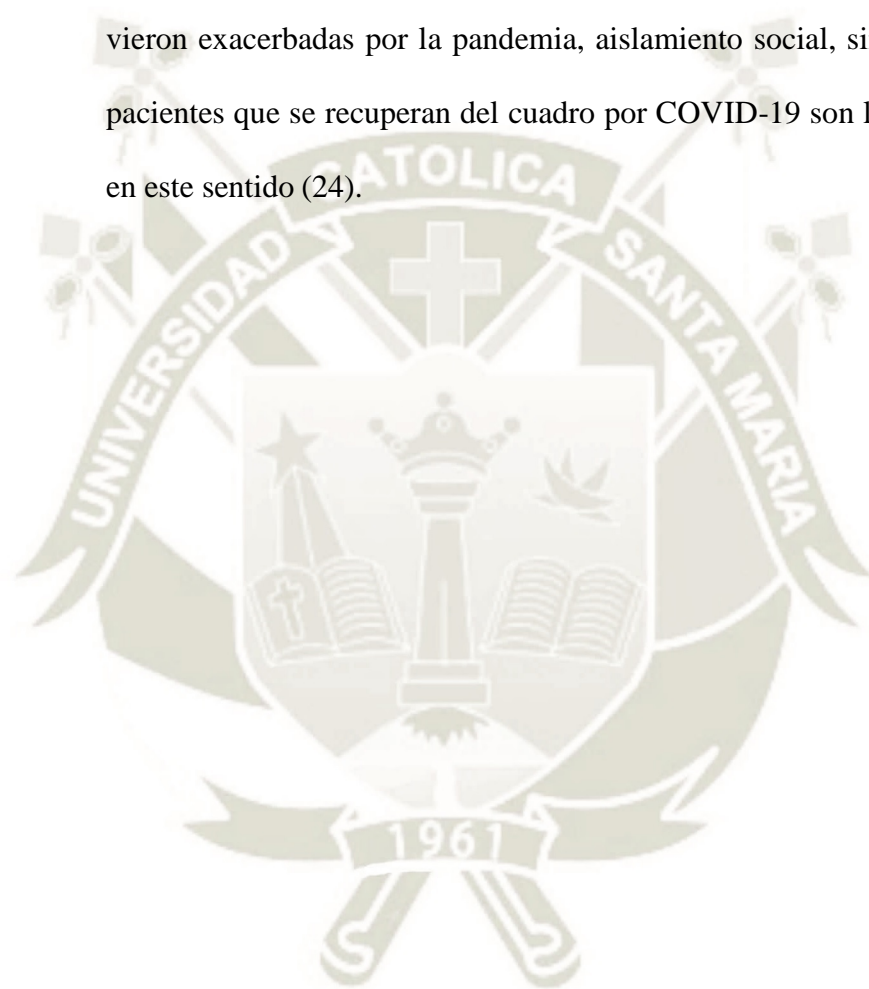 vieron exacerbadas por la pandemia, aislamiento social, si
pacientes que se recuperan del cuadro por COVID-19 son
en este sentido (24).
UNIVERSIDAD CATOLICA SANTA MARIA
1961